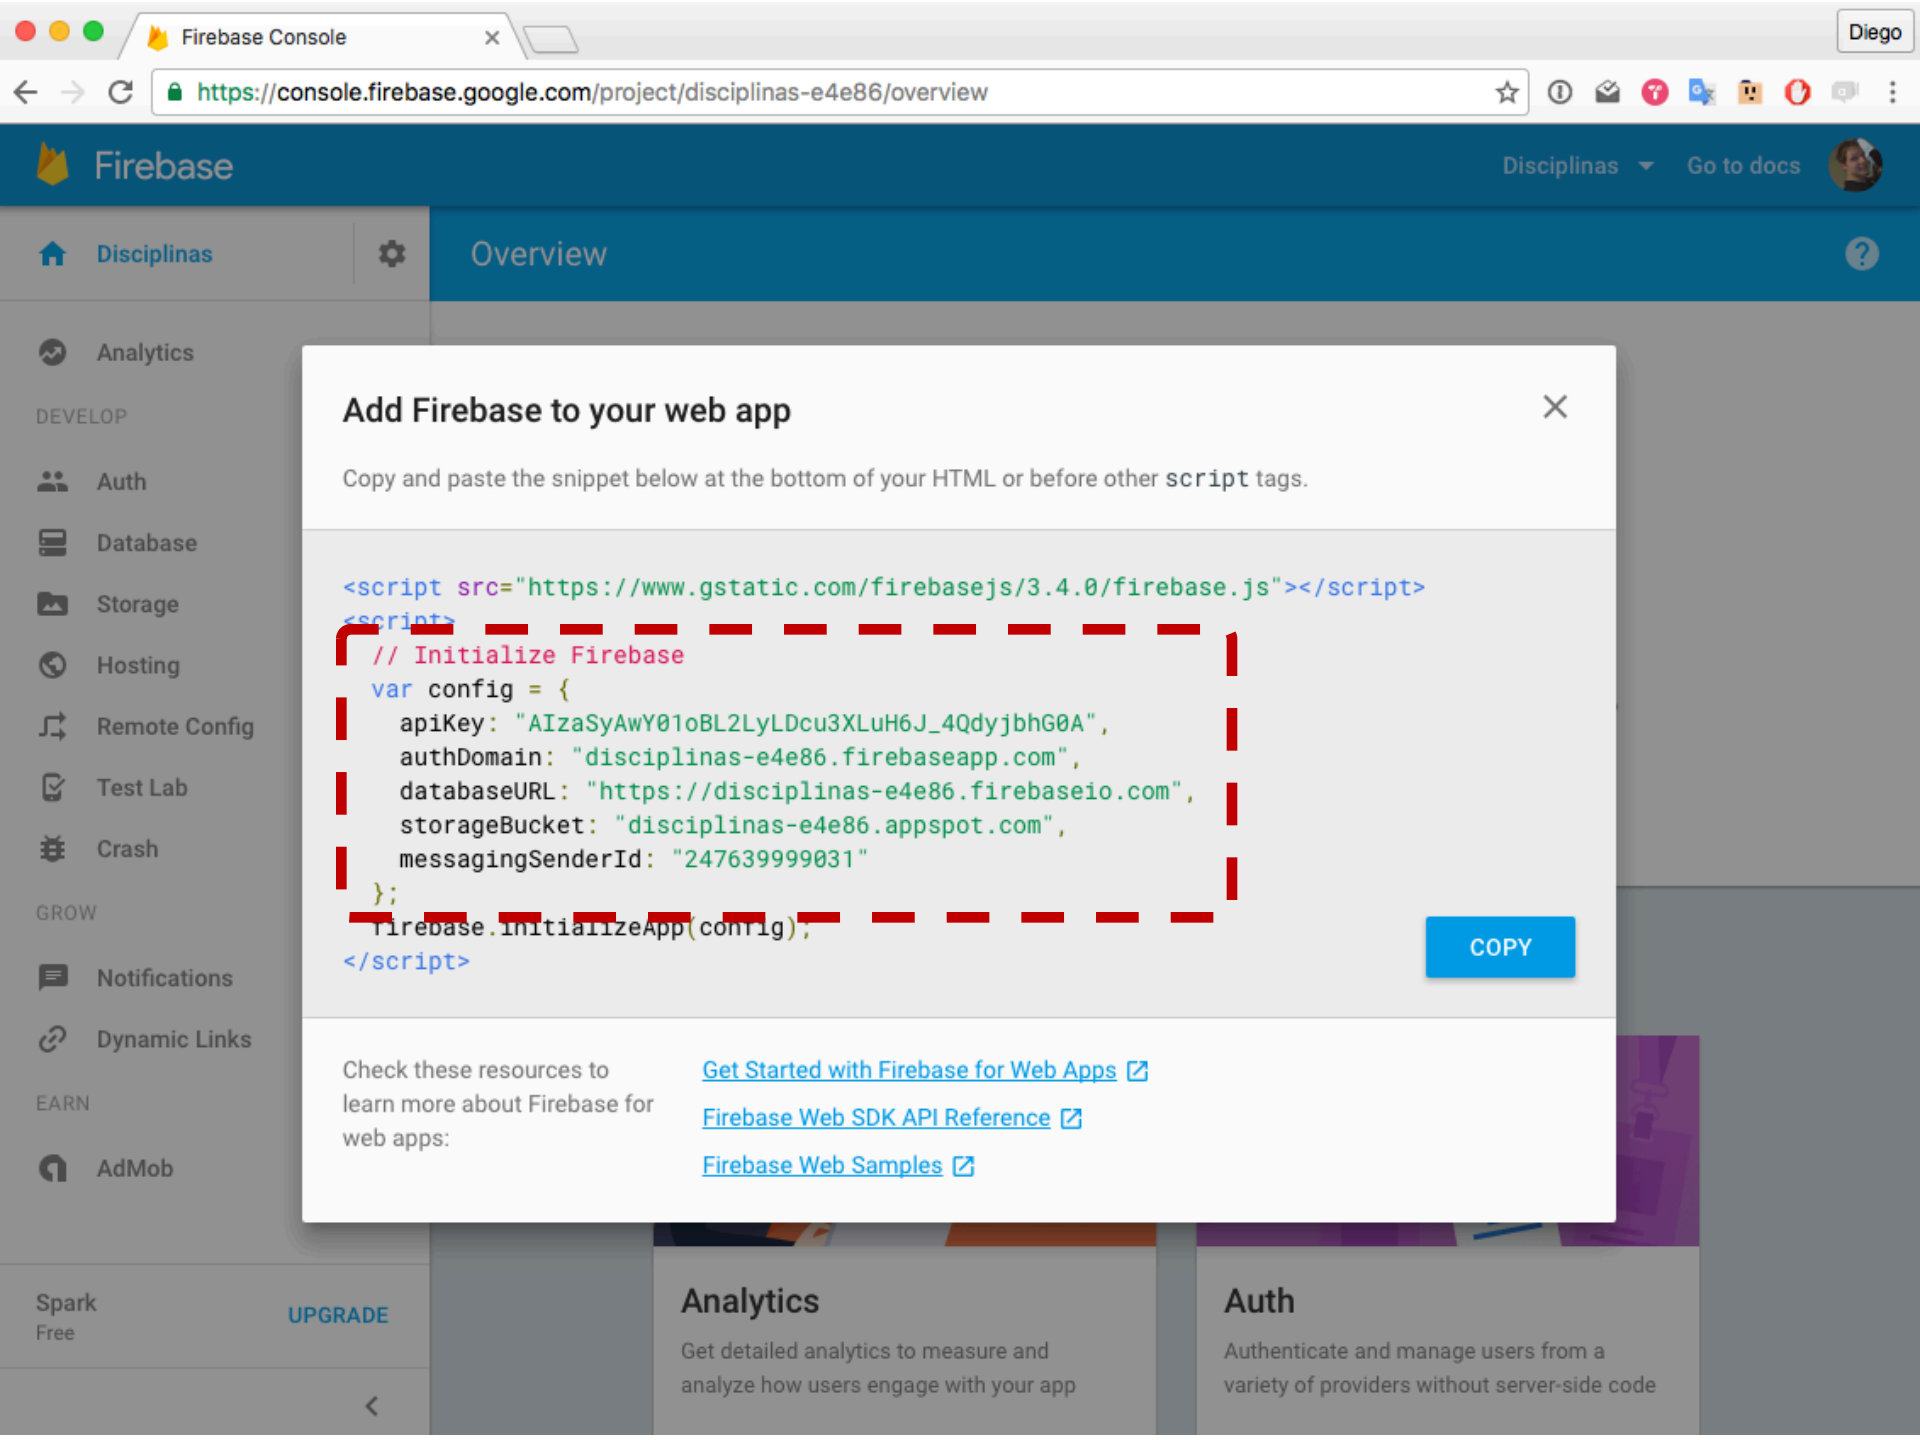 Firebase Console
Diego
https://console.firebase.google.com/project/disciplinas-e4e86/overview
Firebase
Disciplinas
Go to docs
Disciplinas
Overview
Analytics
DEVELOP
Auth
Database
Storage
Hosting
Remote Config
Test Lab
Crash
GROW
Notifications
Dynamic Links
EARN
AdMob
Spark
Free
UPGRADE
Add Firebase to your web app
Copy and paste the snippet below at the bottom of your HTML or before other script tags.
<script src="https://www.gstatic.com/firebasejs/3.4.0/firebase.js"></script>
<script>
// Initialize Firebase
var config = {
apiKey: "AIzaSyAwY01oBL2LyLDcu3XLuH6J_4QdyjbhG0A",
authDomain: "disciplinas-e4e86.firebaseapp.com",
databaseURL: "https://disciplinas-e4e86.firebaseio.com",
storageBucket: "disciplinas-e4e86.appspot.com",
messagingSenderId: "247639999031"
};
firebase.initializeApp(config);
</script>
COPY
Check these resources to
learn more about Firebase for
web apps:
Get Started with Firebase for Web Apps
Firebase Web SDK API Reference
Firebase Web Samples
Analytics
Get detailed analytics to measure and
analyze how users engage with your app
Auth
Authenticate and manage users from a
variety of providers without server-side code